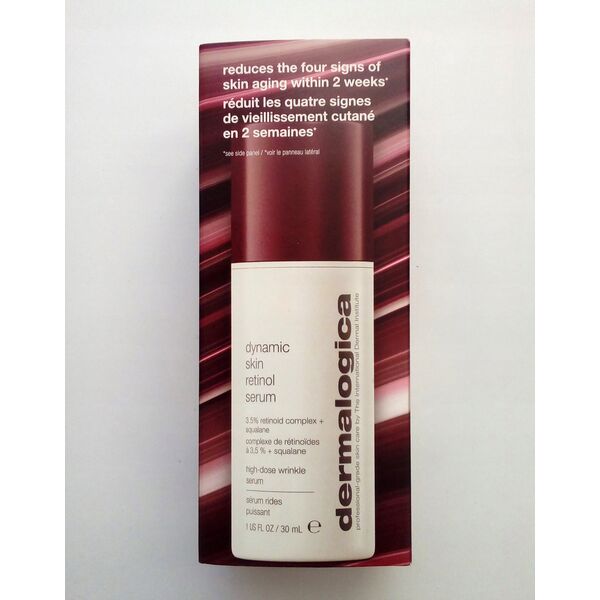 reduces the four signs of
skin aging within 2 weeks*
réduit les quatre signes
de vieillissement cutané
en 2 semaines*
*see side panel / *voir le panneau latéral
dynamic
skin
retinol
serum
3.5% retinoid complex +
squalane
complexe de rétinoïdes
à 3,5 % + squalane
high-dose wrinkle
serum
sérum rides
puissant
1 US FL OZ / 30 mL ℮
dermalogica
professional-grade skin care by The International Dermal Institute